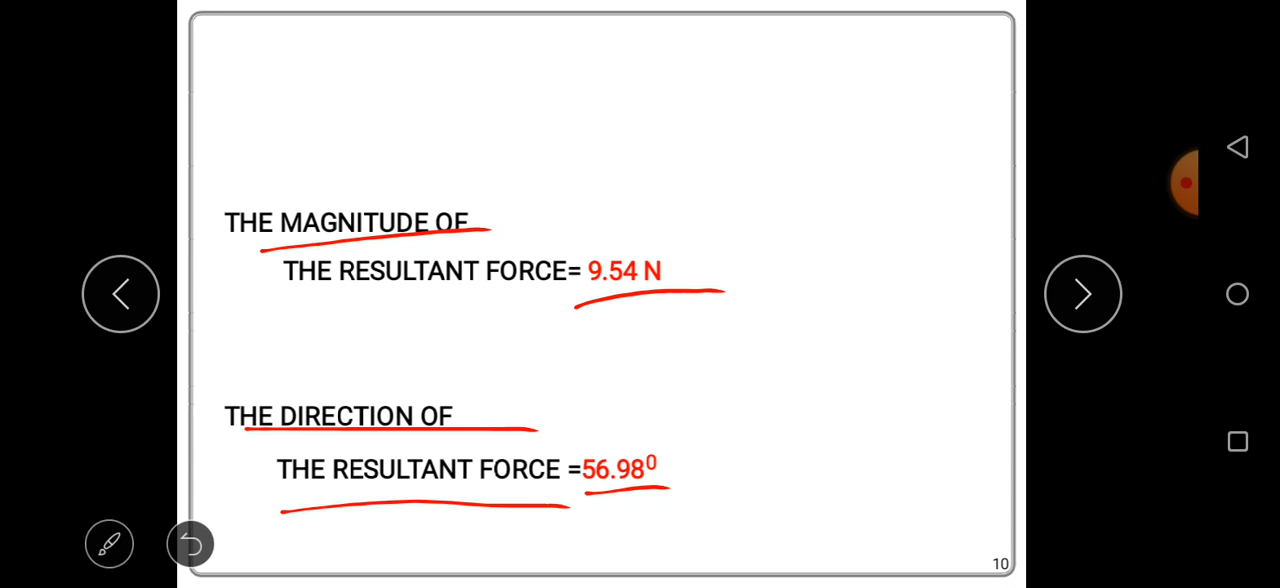 THE MAGNITUDE OF
THE RESULTANT FORCE= 9.54 N
THE DIRECTION OF
THE RESULTANT FORCE =56.98⁰
10